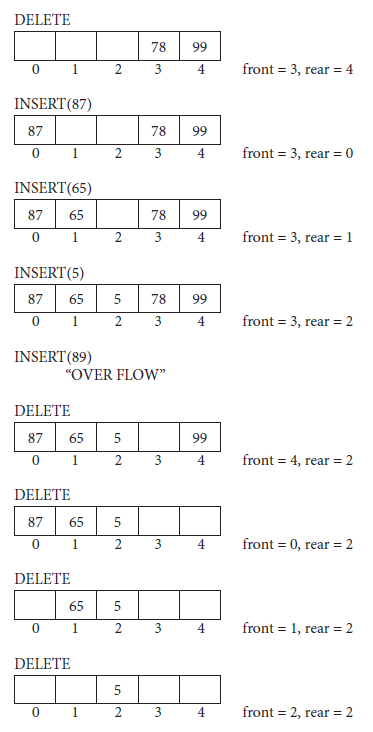 DELETE
78 99
0 1 2 3 4 front = 3, rear = 4
INSERT(87)
87 78 99
0 1 2 3 4 front = 3, rear = 0
INSERT(65)
87 65 78 99
0 1 2 3 4 front = 3, rear = 1
INSERT(5)
87 65 5 78 99
0 1 2 3 4 front = 3, rear = 2
INSERT(89)
“OVER FLOW”
DELETE
87 65 5 99
0 1 2 3 4 front = 4, rear = 2
DELETE
87 65 5
0 1 2 3 4 front = 0, rear = 2
DELETE
65 5
0 1 2 3 4 front = 1, rear = 2
DELETE
5
0 1 2 3 4 front = 2, rear = 2